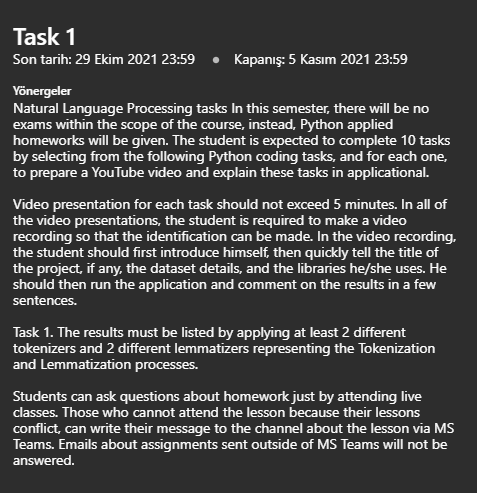 Task 1
Son tarih: 29 Ekim 2021 23:59 • Kapanış: 5 Kasım 2021 23:59
Yönergeler
Natural Language Processing tasks In this semester, there will be no
exams within the scope of the course, instead, Python applied
homeworks will be given. The student is expected to complete 10 tasks
by selecting from the following Python coding tasks, and for each one,
to prepare a YouTube video and explain these tasks in applicational.
Video presentation for each task should not exceed 5 minutes. In all of
the video presentations, the student is required to make a video
recording so that the identification can be made. In the video recording,
the student should first introduce himself, then quickly tell the title of
the project, if any, the dataset details, and the libraries he/she uses. He
should then run the application and comment on the results in a few
sentences.
Task 1. The results must be listed by applying at least 2 different
tokenizers and 2 different lemmatizers representing the Tokenization
and Lemmatization processes.
Students can ask questions about homework just by attending live
classes. Those who cannot attend the lesson because their lessons
conflict, can write their message to the channel about the lesson via MS
Teams. Emails about assignments sent outside of MS Teams will not be
answered.